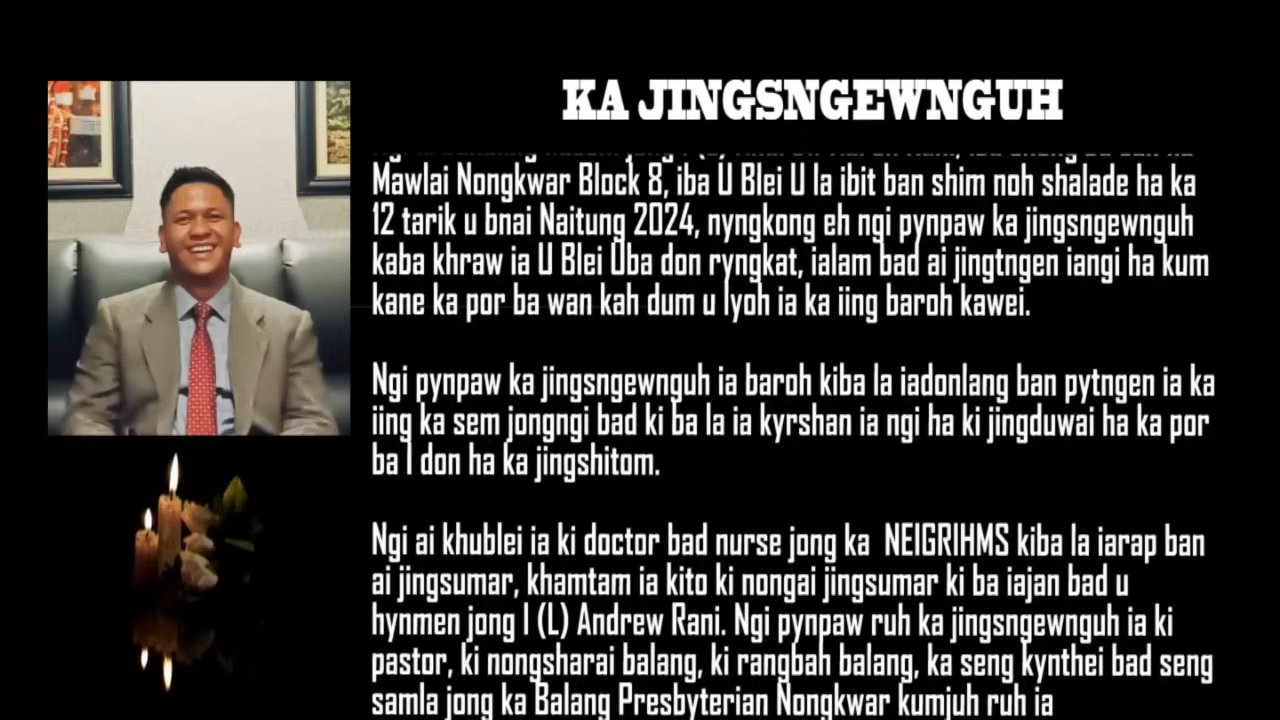 KA JINGSNGEWNGUH
Mawlai Nongkwar Block 8, iba U Blei U la ibit ban shim noh shalade ha ka
12 tarik u bnai Naitung 2024, nyngkong eh ngi pynpaw ka jingsngewnguh
kaba khraw ia U Blei Uba don ryngkat, ialam bad ai jingtngen iangi ha kum
kane ka por ba wan kah dum u lyoh ia ka iing baroh kawei.
Ngi pynpaw ka jingsngewnguh ia baroh kiba la iadonlang ban pytngen ia ka
iing ka sem jongngi bad ki ba la ia kyrshan ia ngi ha ki jingduwai ha ka por
ba I don ha ka jingshitom.
Ngi ai khublei ia ki doctor bad nurse jong ka NEIGRIHMS kiba la iarap ban
ai jingsumar, khamtam ia kito ki nongai jingsumar ki ba iajan bad u
hynmen jong I (L) Andrew Rani. Ngi pynpaw ruh ka jingsngewnguh ia ki
pastor, ki nongsharai balang, ki rangbah balang, ka seng kynthei bad seng
samla jong ka Balang Presbyterian Nongkwar kumjuh ruh ia